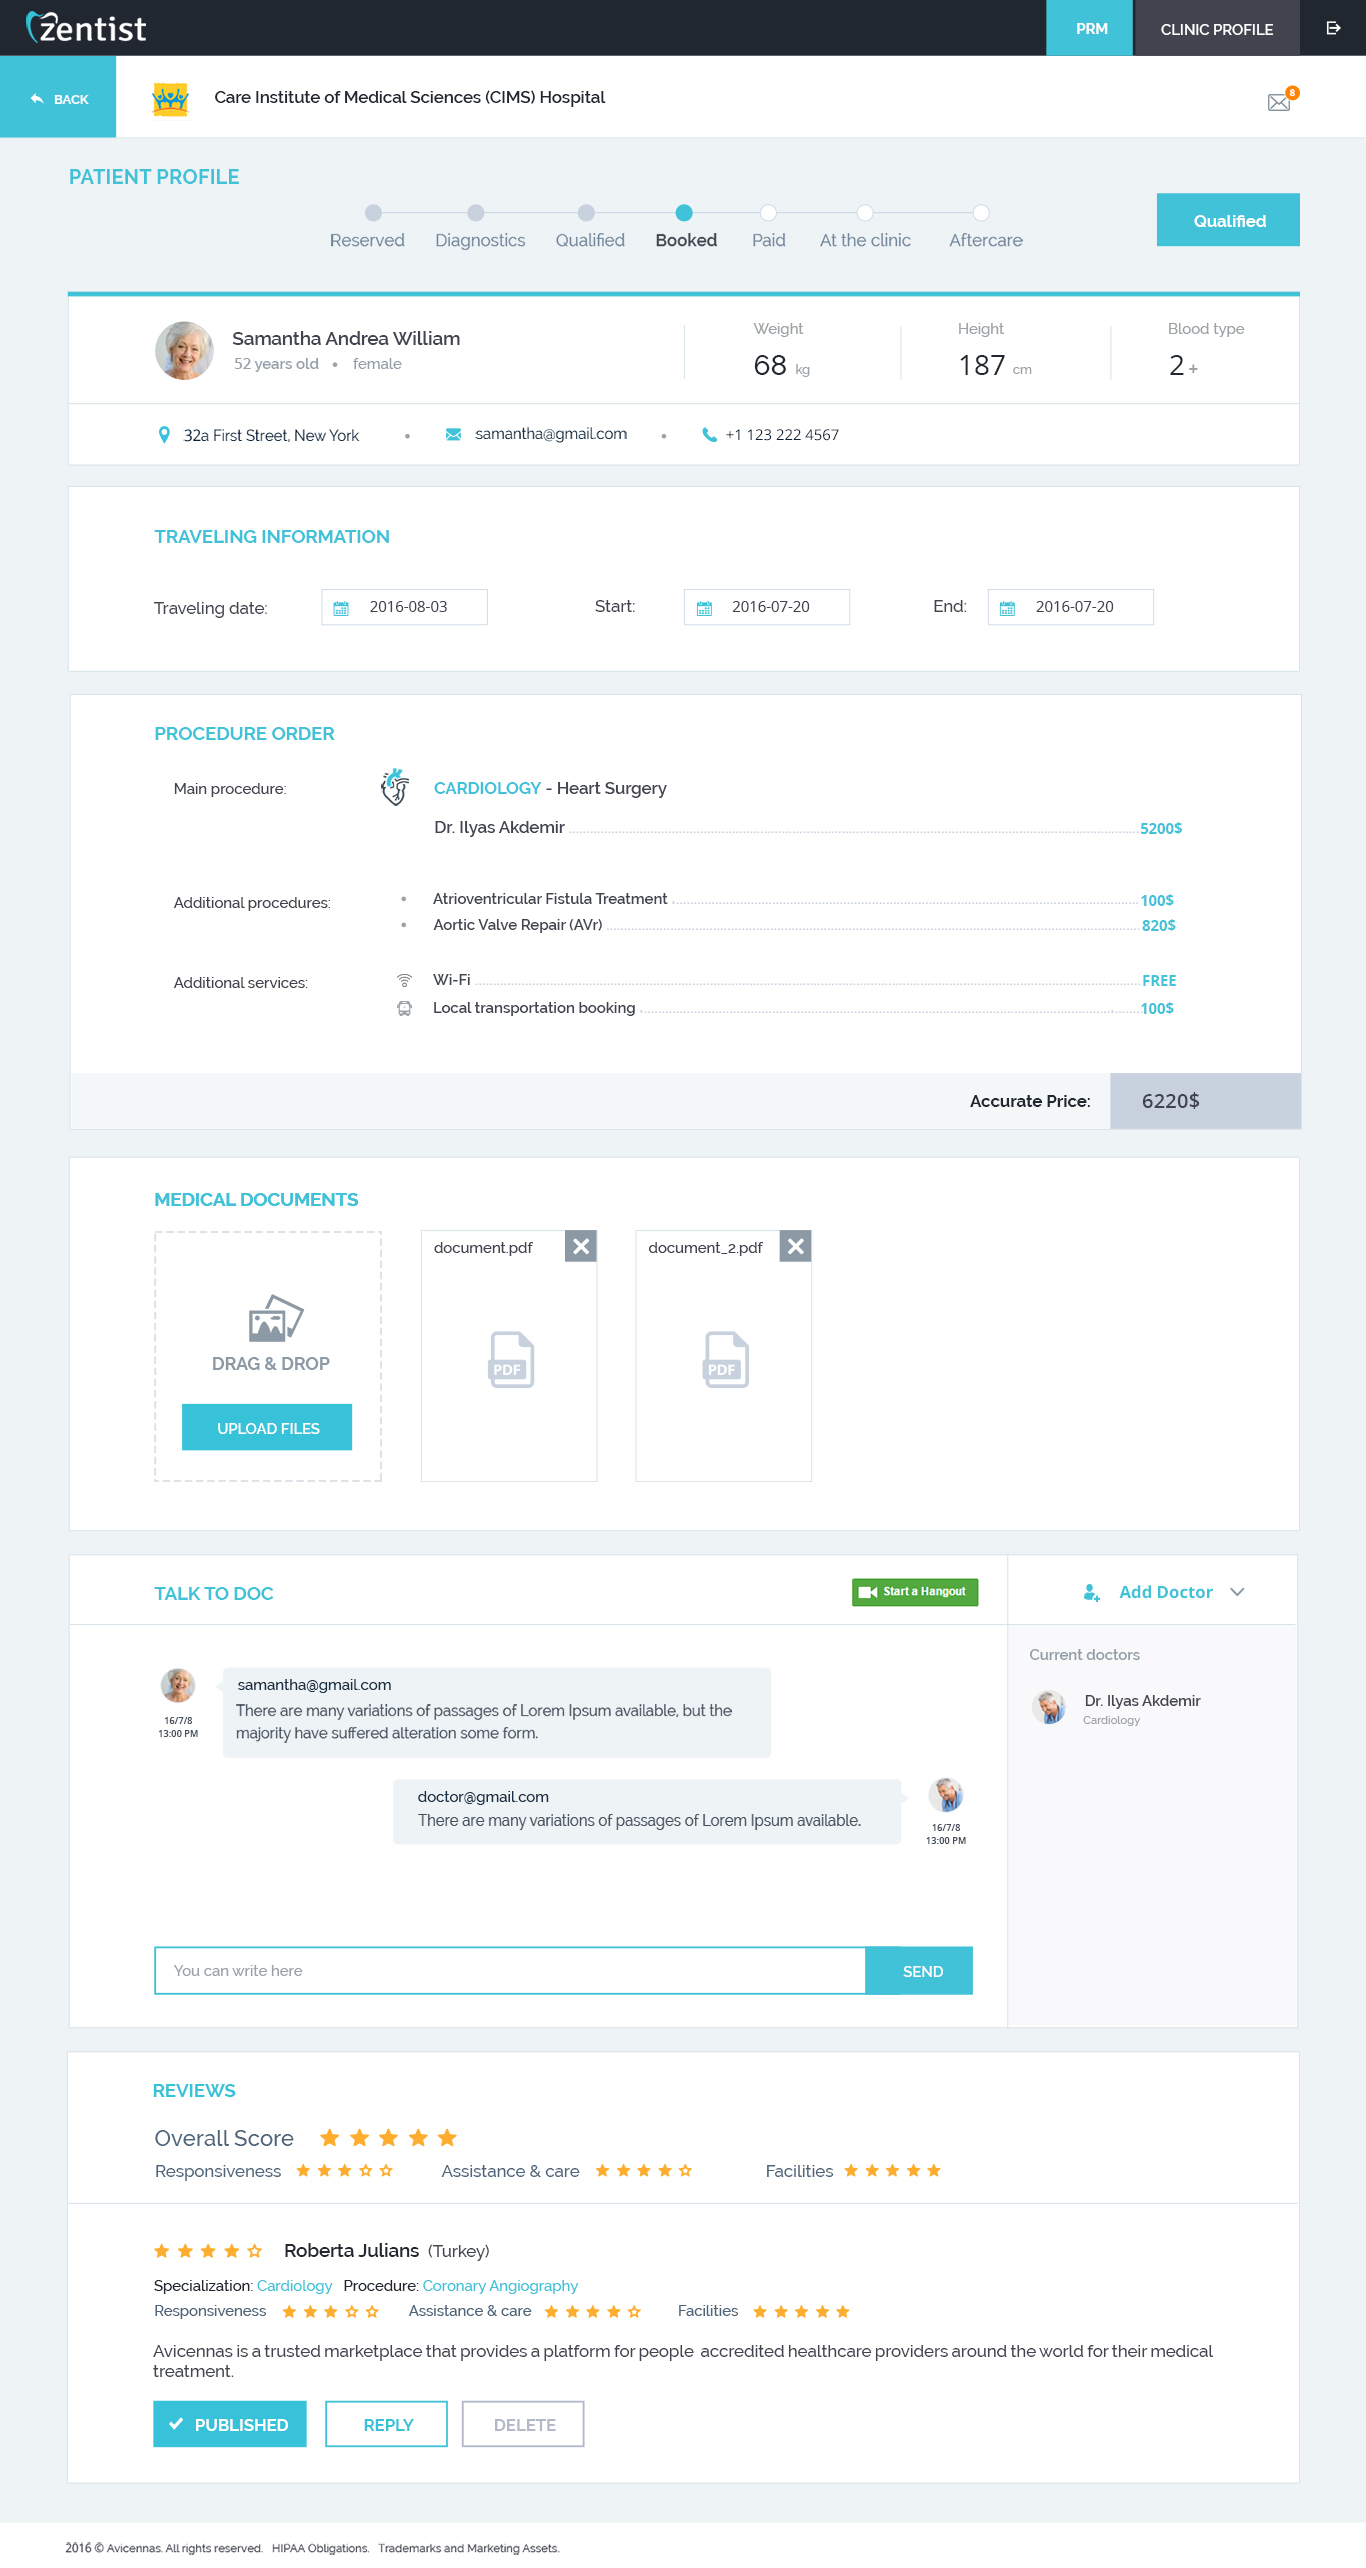 Zentist
PRM
CLINIC PROFILE
BACK
Care Institute of Medical Sciences (CIMS) Hospital
8
PATIENT PROFILE
Reserved Diagnostics Qualified Booked Paid At the clinic Aftercare
Qualified
Samantha Andrea William
52 years old • female
Weight
68 kg
Height
187 cm
Blood type
2 +
32a First Street, New York • samantha@gmail.com • +1 123 222 4567
TRAVELING INFORMATION
Traveling date: 2016-08-03 Start: 2016-07-20 End: 2016-07-20
PROCEDURE ORDER
Main procedure: CARDIOLOGY - Heart Surgery
Dr. Ilyas Akdemir 5200$
Additional procedures: • Atrioventricular Fistula Treatment 100$
• Aortic Valve Repair (AVr) 820$
Additional services: Wi-Fi FREE
Local transportation booking 100$
Accurate Price: 6220$
MEDICAL DOCUMENTS
DRAG & DROP
UPLOAD FILES
document.pdf
PDF
document_2.pdf
PDF
TALK TO DOC
Start a Hangout
Add Doctor
Current doctors
Dr. Ilyas Akdemir
Cardiology
samantha@gmail.com
There are many variations of passages of Lorem Ipsum available, but the
majority have suffered alteration some form.
16/7/8
13:00 PM
doctor@gmail.com
There are many variations of passages of Lorem Ipsum available.
16/7/8
13:00 PM
You can write here
SEND
REVIEWS
Overall Score
Responsiveness Assistance & care Facilities
Roberta Julians (Turkey)
Specialization: Cardiology Procedure: Coronary Angiography
Responsiveness Assistance & care Facilities
Avicennas is a trusted marketplace that provides a platform for people accredited healthcare providers around the world for their medical
treatment.
PUBLISHED
REPLY
DELETE
2016 © Avicennas. All rights reserved. HIPAA Obligations. Trademarks and Marketing Assets.